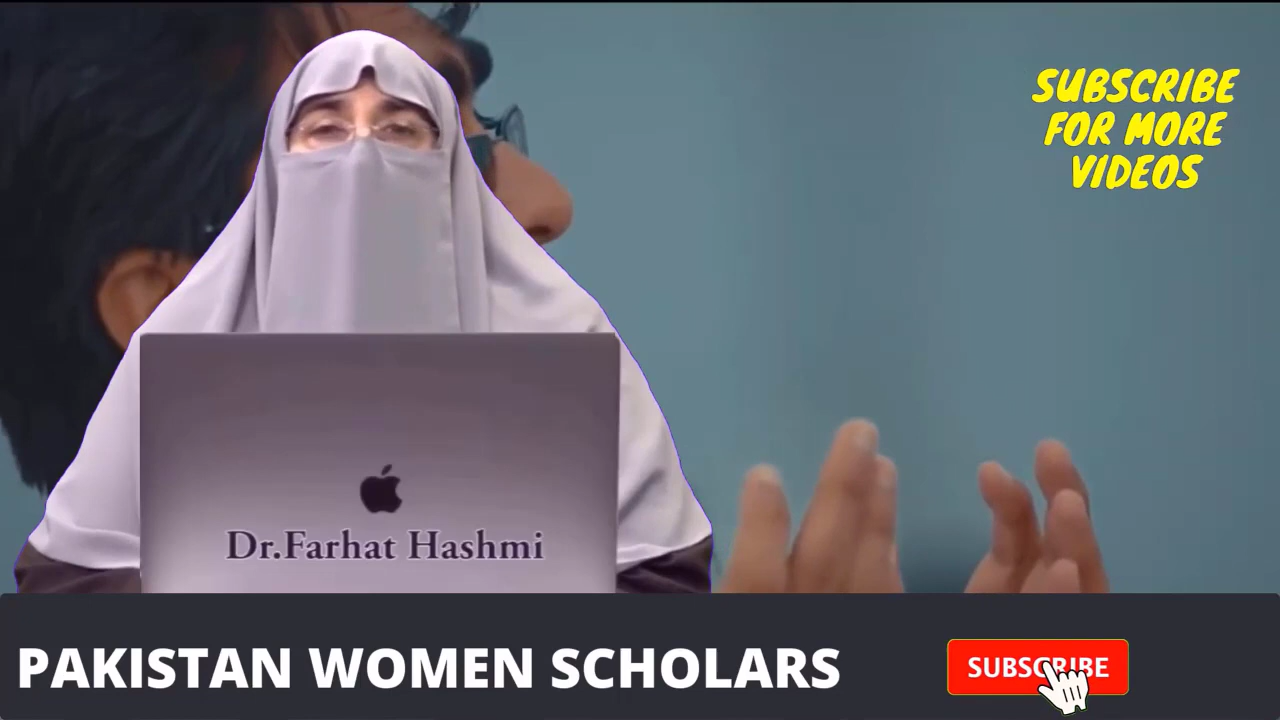 SUBSCRIBE
FOR MORE
VIDEOS
Dr.Farhat Hashmi
PAKISTAN WOMEN SCHOLARS
SUBSCRIBE